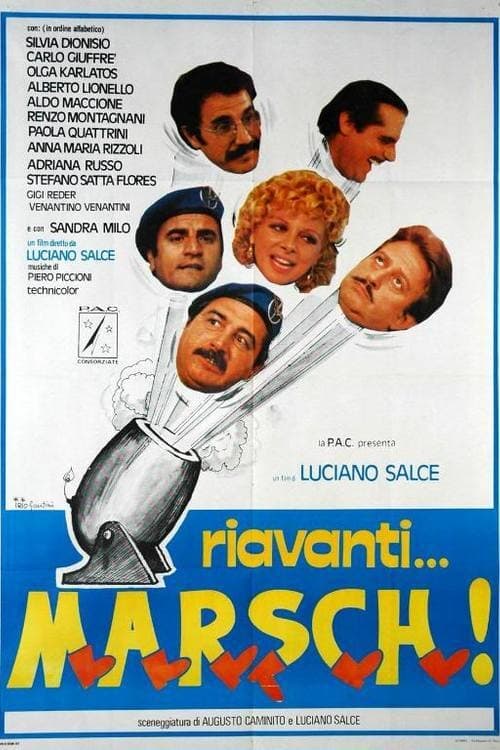 con: (in ordine alfabetico)
SILVIA DIONISIO
CARLO GIUFFRE'
OLGA KARLATOS
ALBERTO LIONELLO
ALDO MACCIONE
RENZO MONTAGNANI
PAOLA QUATTRINI
ANNA MARIA RIZZOLI
ADRIANA RUSSO
STEFANO SATTA FLORES
GIGI REDER
VENANTINO VENANTINI
e con SANDRA MILO
un film diretto da
LUCIANO SALCE
musiche di
PIERO PICCIONI
technicolor
P.A.C.
CONSORZIATE
la P.A.C. presenta
un film di LUCIANO SALCE
riavanti...
M.A.R.S.C.H.!
sceneggiatura di AUGUSTO CAMINITO e LUCIANO SALCE